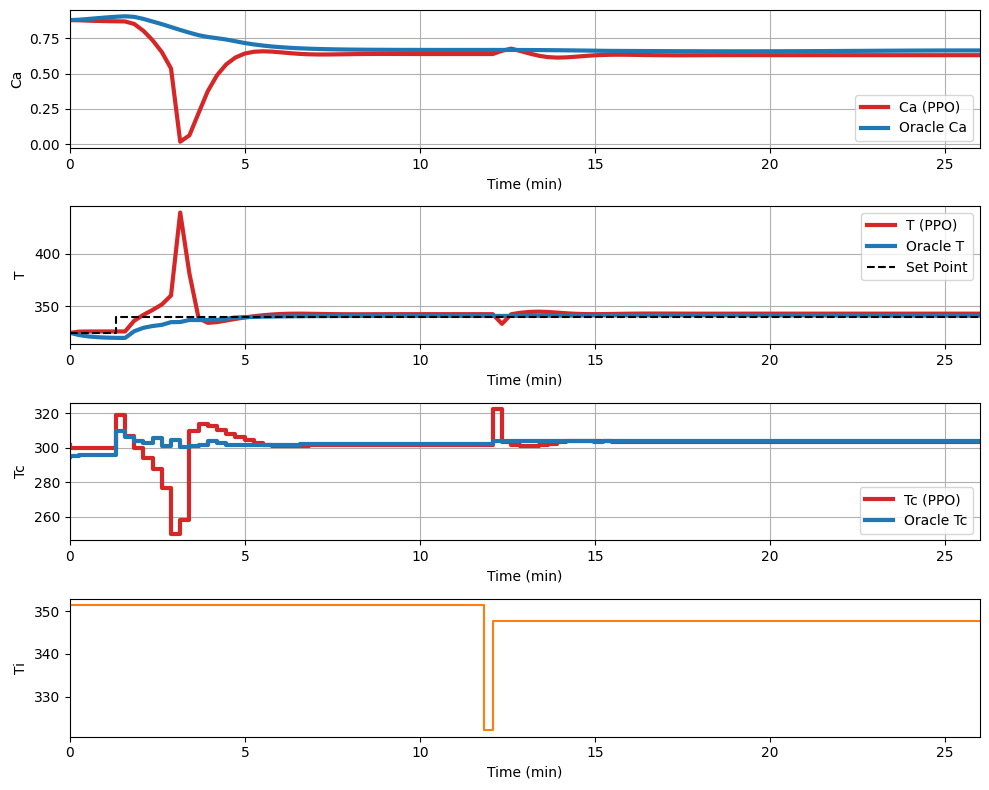 0.75
0.50
0.25
0.00
Ca
0 5 10 15 20 25
Time (min)
Ca (PPO)
Oracle Ca
400
350
T
0 5 10 15 20 25
Time (min)
T (PPO)
Oracle T
Set Point
320
300
280
260
Tc
0 5 10 15 20 25
Time (min)
Tc (PPO)
Oracle Tc
350
340
330
Ti
0 5 10 15 20 25
Time (min)